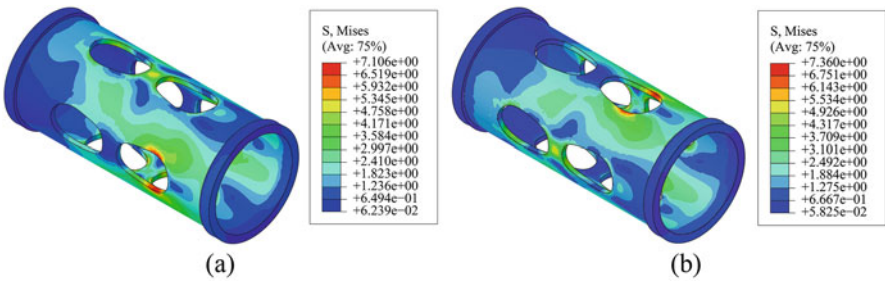 S, Mises
(Avg: 75%)
+7.106e+00
+6.519e+00
+5.932e+00
+5.345e+00
+4.758e+00
+4.171e+00
+3.584e+00
+2.997e+00
+2.410e+00
+1.823e+00
+1.236e+00
+6.494e−01
+6.239e−02
(a)
S, Mises
(Avg: 75%)
+7.360e+00
+6.751e+00
+6.143e+00
+5.534e+00
+4.926e+00
+4.317e+00
+3.709e+00
+3.101e+00
+2.492e+00
+1.884e+00
+1.275e+00
+6.667e−01
+5.825e−02
(b)